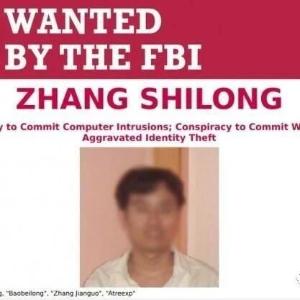 WANTED
BY THE FBI
ZHANG SHILONG
y to Commit Computer Intrusions; Conspiracy to Commit W
Aggravated Identity Theft
"Baobeilong", "Zhang Jianguo", "Atreexp"